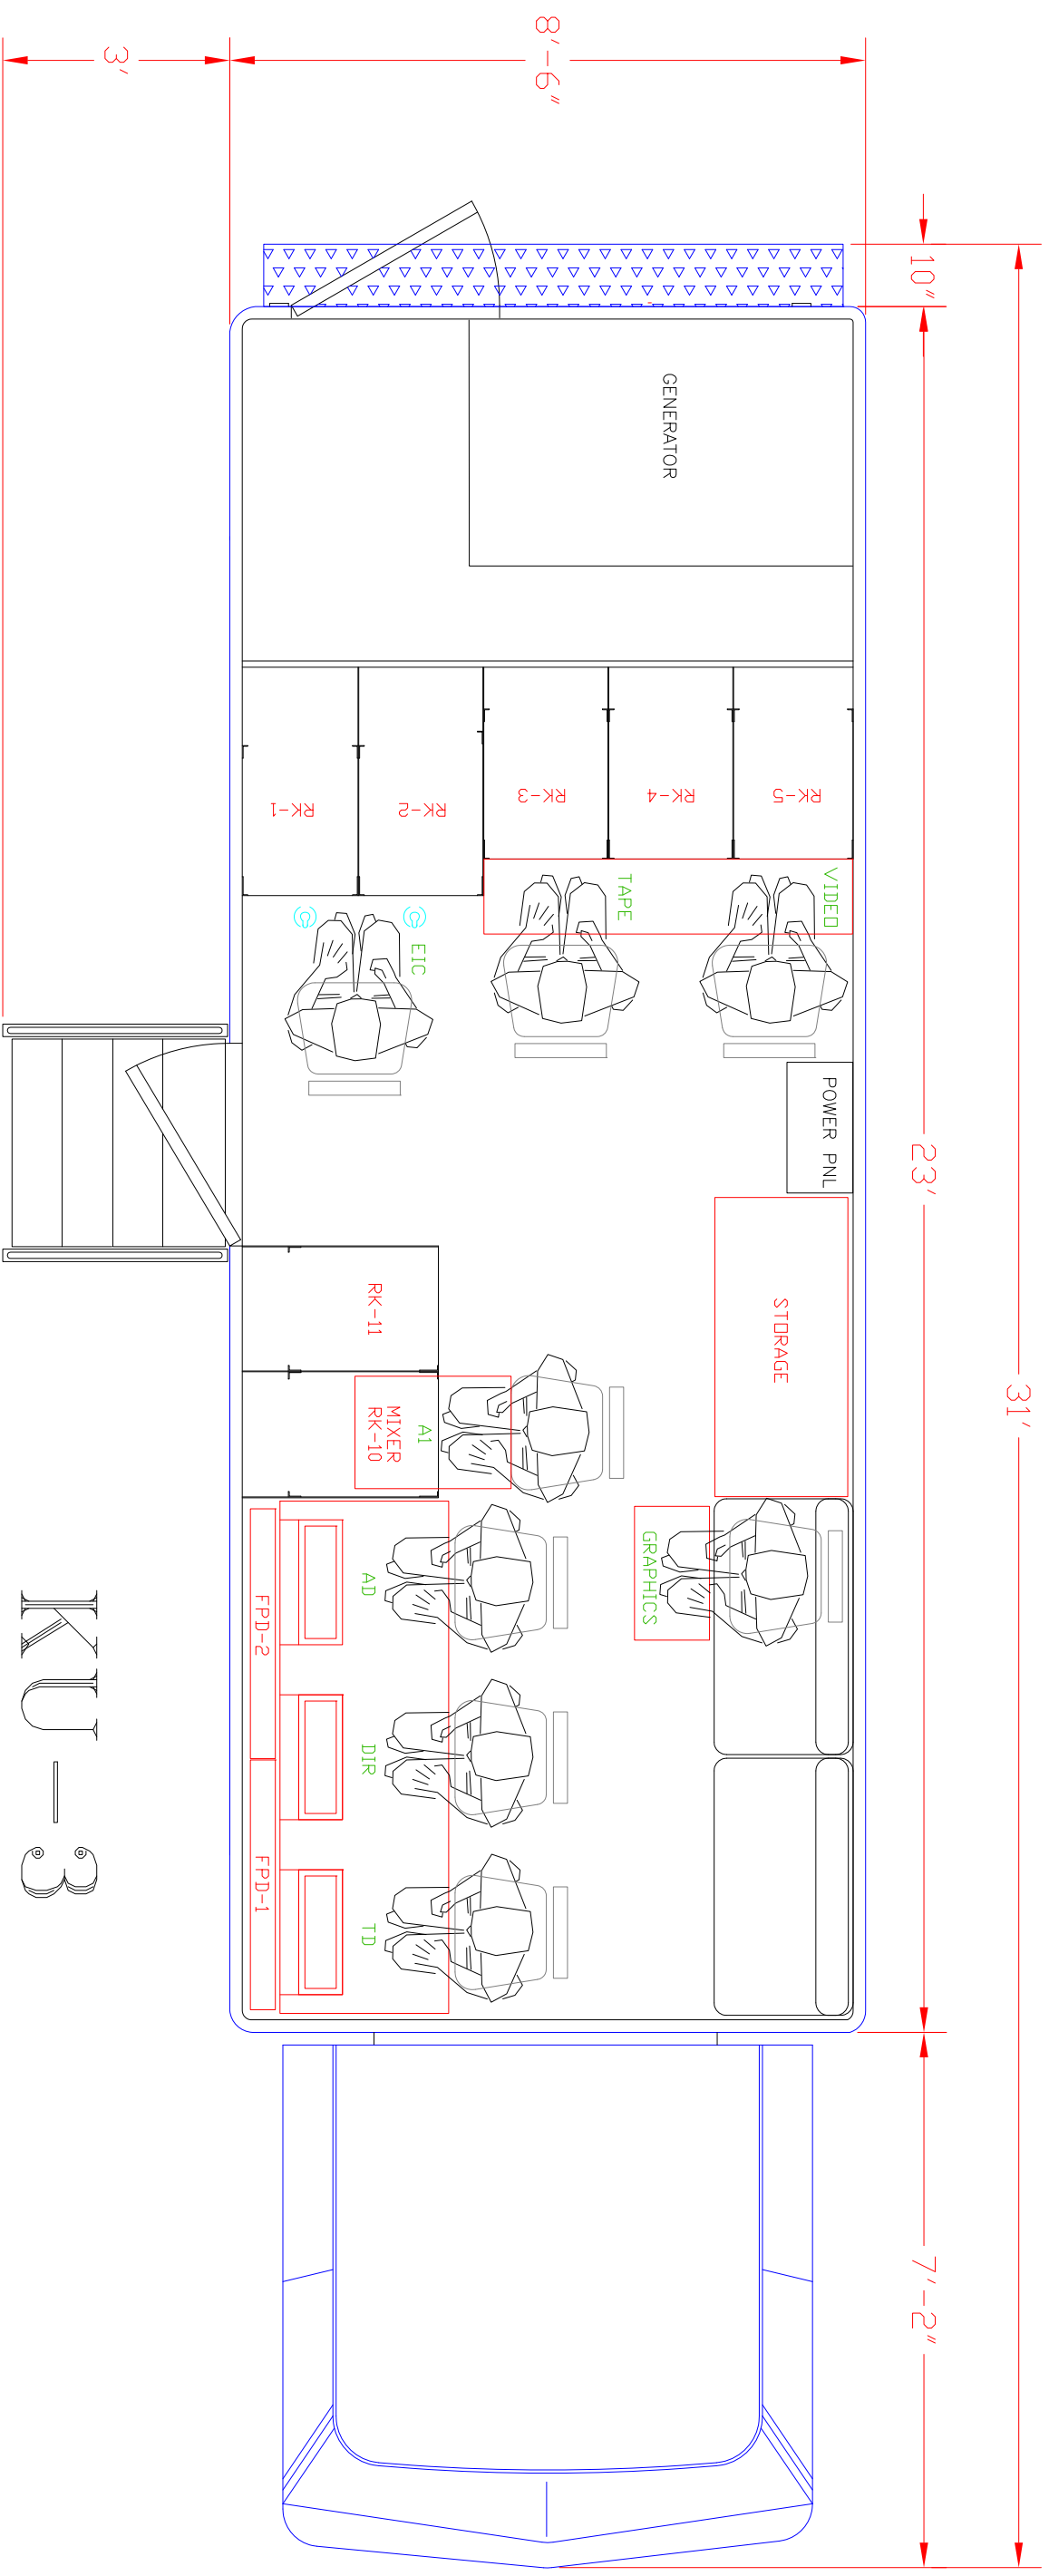 31'
10"
23'
7'-2"
8'-6"
3'
GENERATOR
RK-5
RK-4
RK-3
RK-2
RK-1
VIDEO
TAPE
EIC
POWER PNL
STORAGE
RK-11
MIXER
RK-10
A1
GRAPHICS
AD
DIR
TD
FPD-2
FPD-1
KU-3